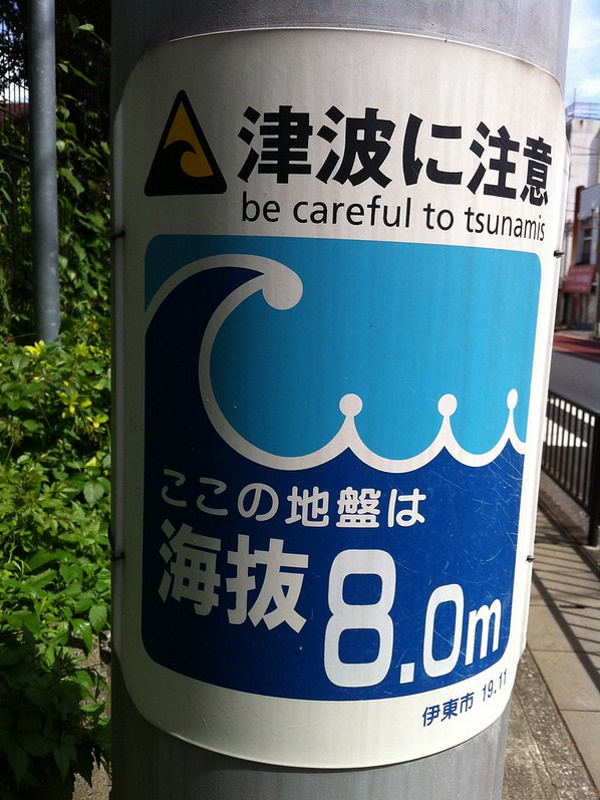 津波に注意
be careful to tsunamis
ここの地盤は
海抜8.0m
伊東市 19.11